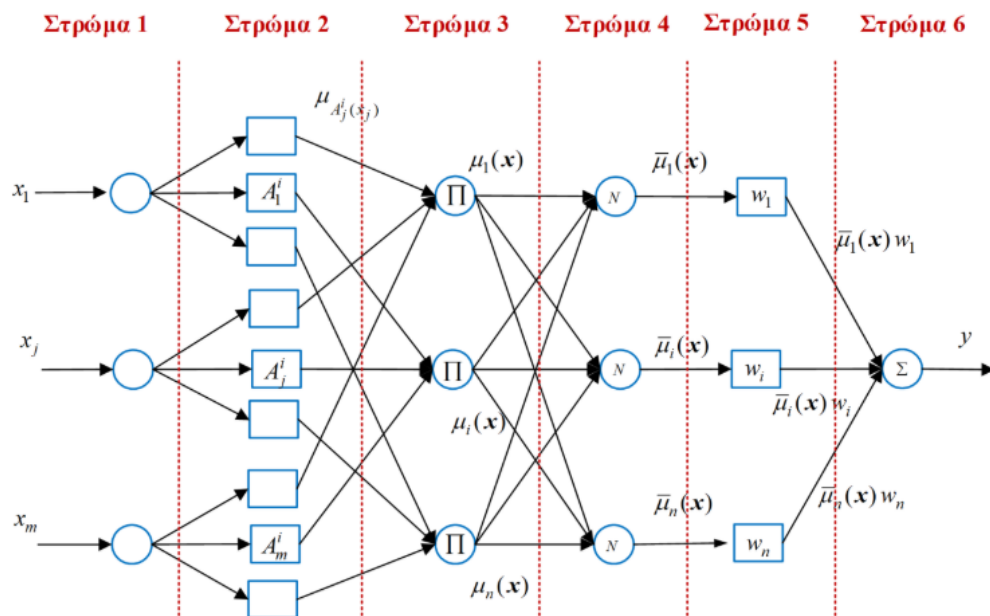 Στρώμα 1 Στρώμα 2 Στρώμα 3 Στρώμα 4 Στρώμα 5 Στρώμα 6
μ_{A_j^i(x_j)}
μ_1(x) μ̅_1(x)
x_1 A_1^i Π N w_1
μ̅_1(x) w_1
x_j μ̅_i(x) y
A_j^i Π N w_i Σ
μ_i(x) μ̅_i(x) w_i
μ̅_n(x) μ̅_n(x) w_n
x_m A_m^i Π N w_n
μ_n(x)